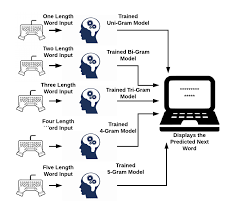 One Length
Word Input
Trained
Uni-Gram Model
Two Length
Word Input
Trained Bi-Gram
Model
Three Length
Word Input
Trained Tri-Gram
Model
Four Length
Word Input
Trained
4-Gram Model
Five Length
Word Input
Trained
5-Gram Model
Displays the
Predicted Next
Word